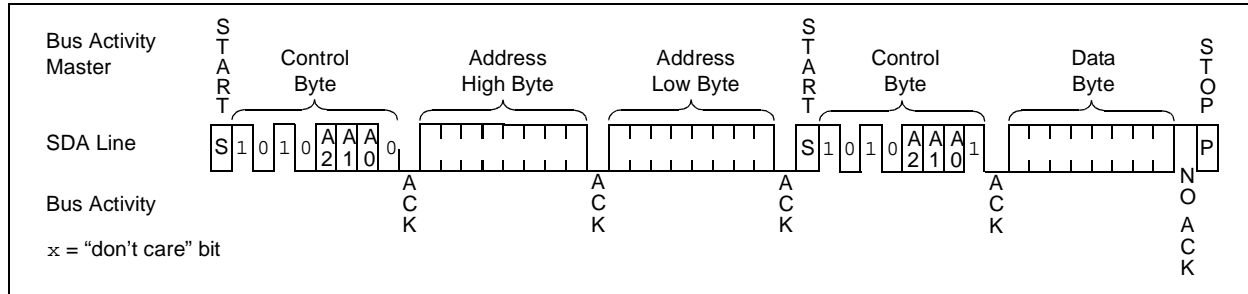 Bus Activity
Master
START
Control
Byte
Address
High Byte
Address
Low Byte
START
Control
Byte
Data
Byte
STOP
SDA Line
S 1 0 1 0 A2 A1 A0 0
S 1 0 1 0 A2 A1 A0 1
P
Bus Activity
ACK
ACK
ACK
ACK
NO ACK
x = “don’t care” bit